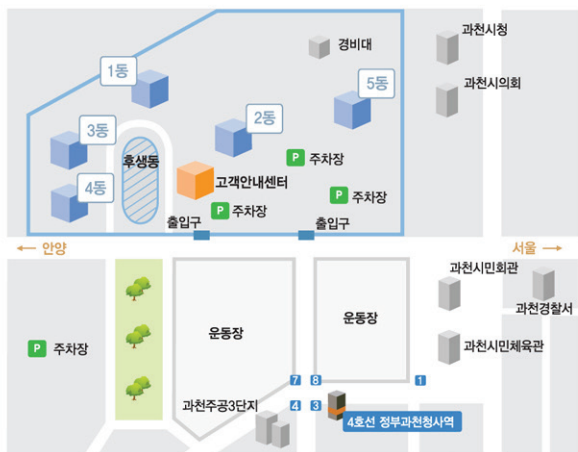 과천시청
경비대
1동
5동
과천시의회
2동
3동
후생동
P 주차장
고객안내센터
4동
P 주차장
P 주차장
출입구
출입구
← 안양
서울 →
과천시민회관
과천경찰서
운동장
운동장
P 주차장
과천시민체육관
7
8
1
과천주공3단지
4
3
4호선 정부과천청사역